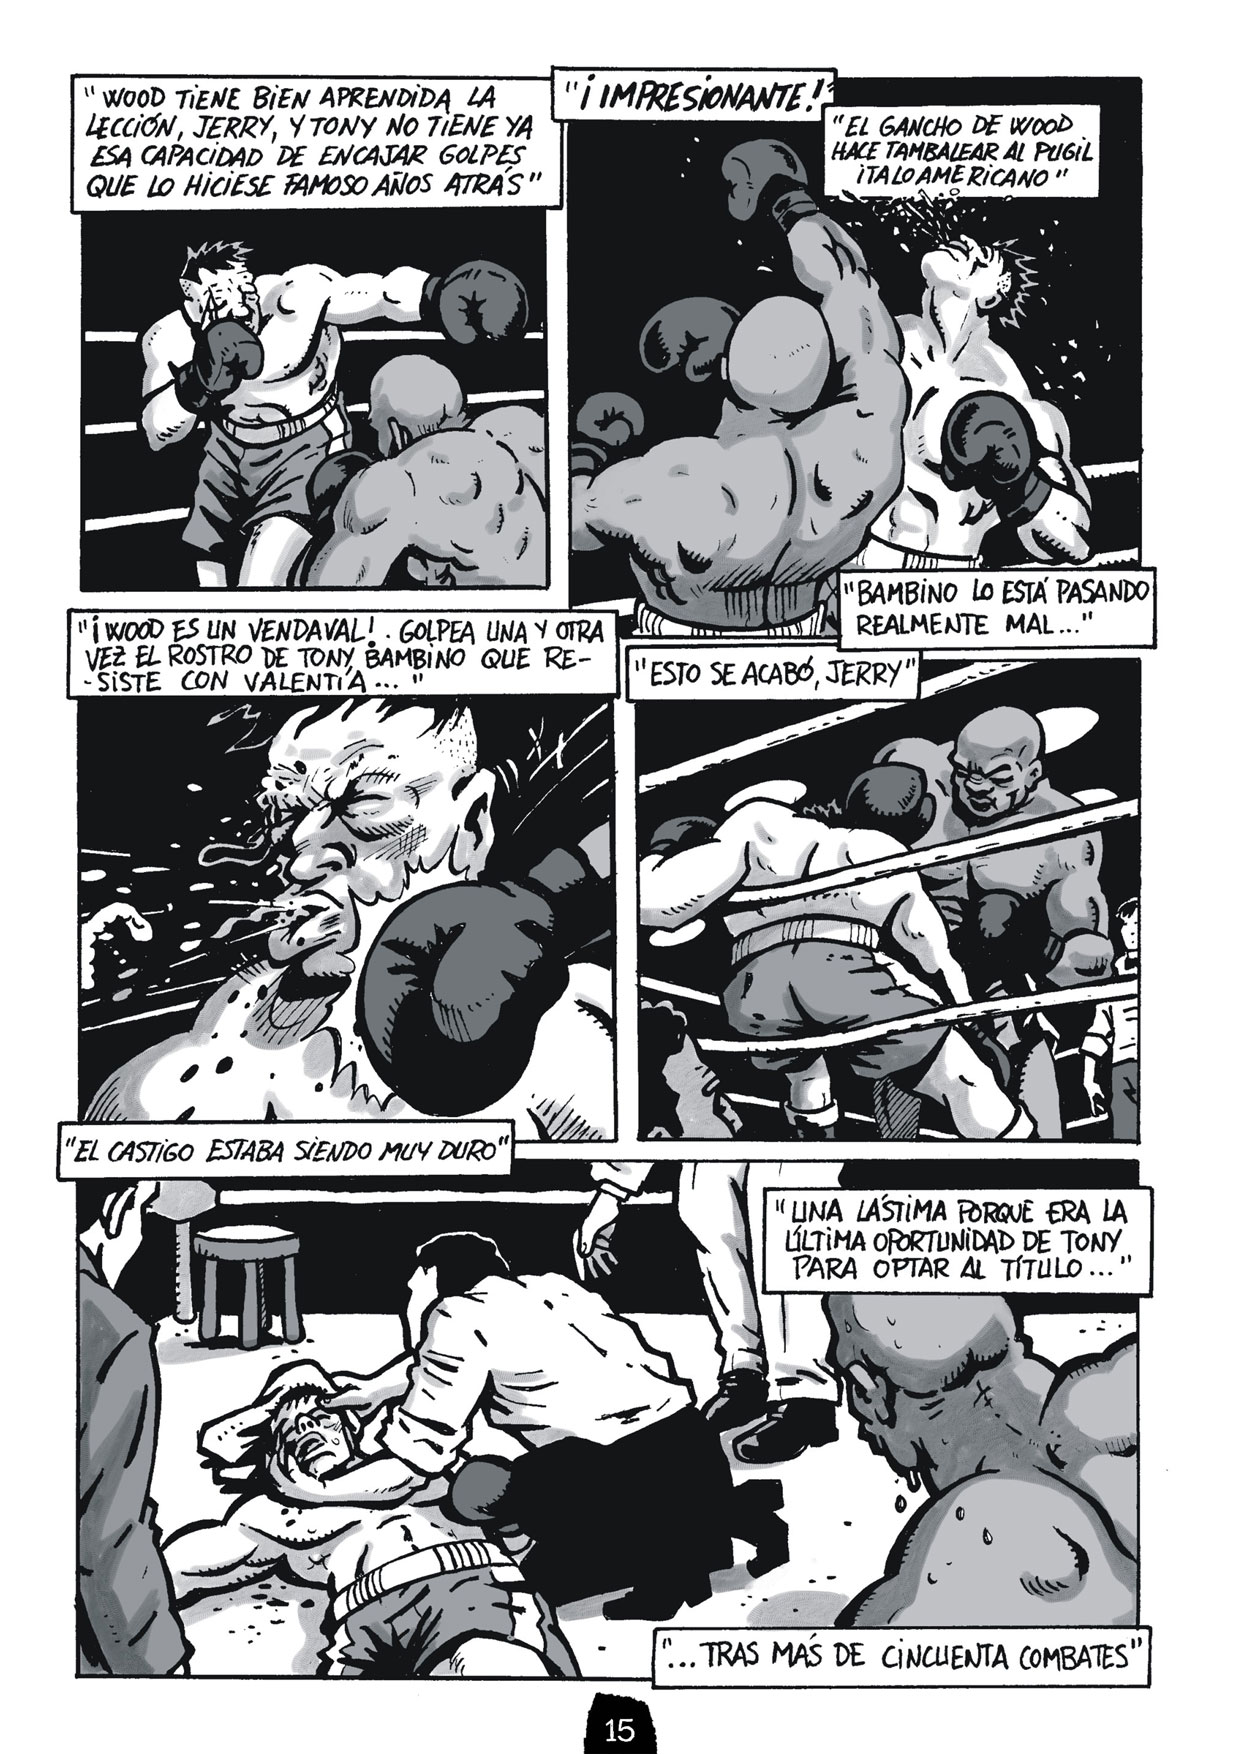 "WOOD TIENE BIEN APRENDIDA LA
LECCIÓN, JERRY, Y TONY NO TIENE YA
ESA CAPACIDAD DE ENCAJAR GOLPES
QUE LO HICIESE FAMOSO AÑOS ATRÁS"
"¡IMPRESIONANTE!"
"EL GANCHO DE WOOD
HACE TAMBALEAR AL PUGIL
ITALOAMERICANO"
"BAMBINO LO ESTÁ PASANDO
REALMENTE MAL..."
"¡WOOD ES UN VENDAVAL!. GOLPEA UNA Y OTRA
VEZ EL ROSTRO DE TONY BAMBINO QUE RE-
-SISTE CON VALENTÍA..."
"ESTO SE ACABÓ, JERRY"
"EL CASTIGO ESTABA SIENDO MUY DURO"
"UNA LÁSTIMA PORQUE ERA LA
ÚLTIMA OPORTUNIDAD DE TONY
PARA OPTAR AL TÍTULO..."
"...TRAS MÁS DE CINCUENTA COMBATES"
15